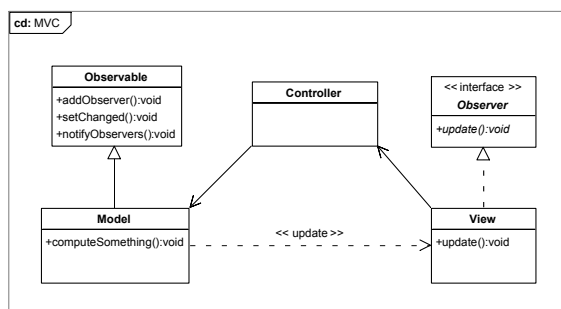 cd: MVC
Observable
+addObserver():void
+setChanged():void
+notifyObservers():void
Controller
<< interface >>
Observer
+update():void
Model
+computeSomething():void
<< update >>
View
+update():void